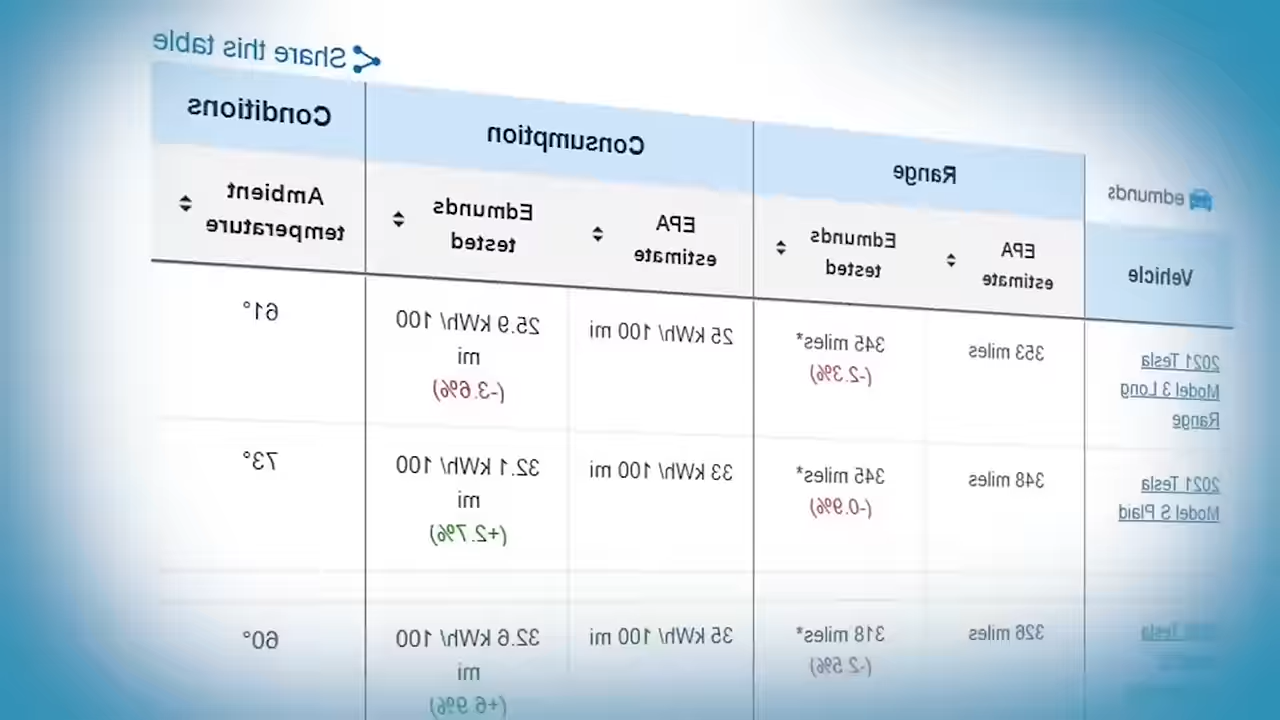 Share this table
edmunds
Range
Consumption
Conditions
Vehicle
EPA
estimate
Edmunds
tested
EPA
estimate
Edmunds
tested
Ambient
temperature
2021 Tesla
Model 3 Long
Range
353 miles
345 miles*
(-2.3%)
25 kWh/100 mi
25.9 kWh/100
mi
(-3.6%)
61°
2021 Tesla
Model S Plaid
348 miles
345 miles*
(-0.9%)
33 kWh/100 mi
32.1 kWh/100
mi
(+2.7%)
73°
Tesla
326 miles
318 miles*
(-2.5%)
35 kWh/100 mi
32.6 kWh/100
mi
(+6.9%)
60°